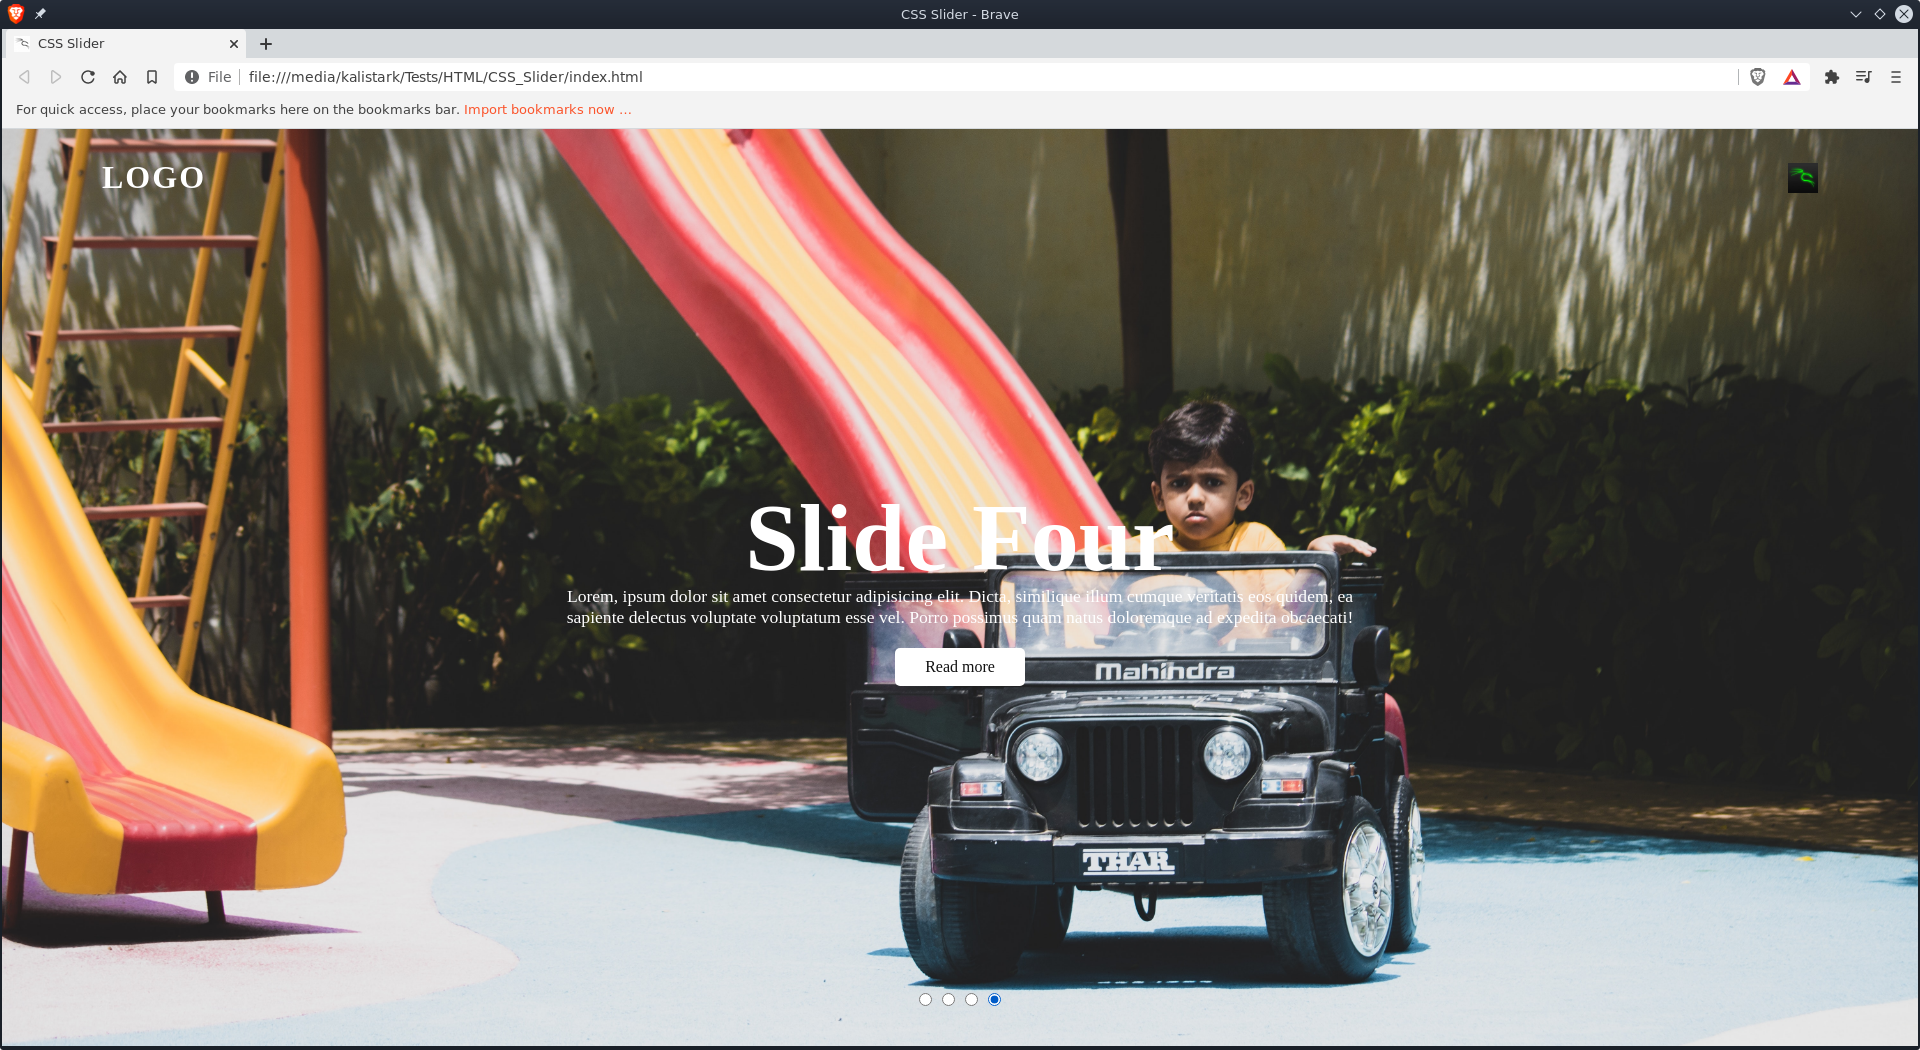 CSS Slider - Brave
CSS Slider
File
file:///media/kalistark/Tests/HTML/CSS_Slider/index.html
For quick access, place your bookmarks here on the bookmarks bar. Import bookmarks now ...
LOGO
Slide Four
Lorem, ipsum dolor sit amet consectetur adipisicing elit. Dicta, similique illum cumque veritatis eos quidem, ea
sapiente delectus voluptate voluptatum esse vel. Porro possimus quam natus doloremque ad expedita obcaecati!
Read more
Mahindra
THAR